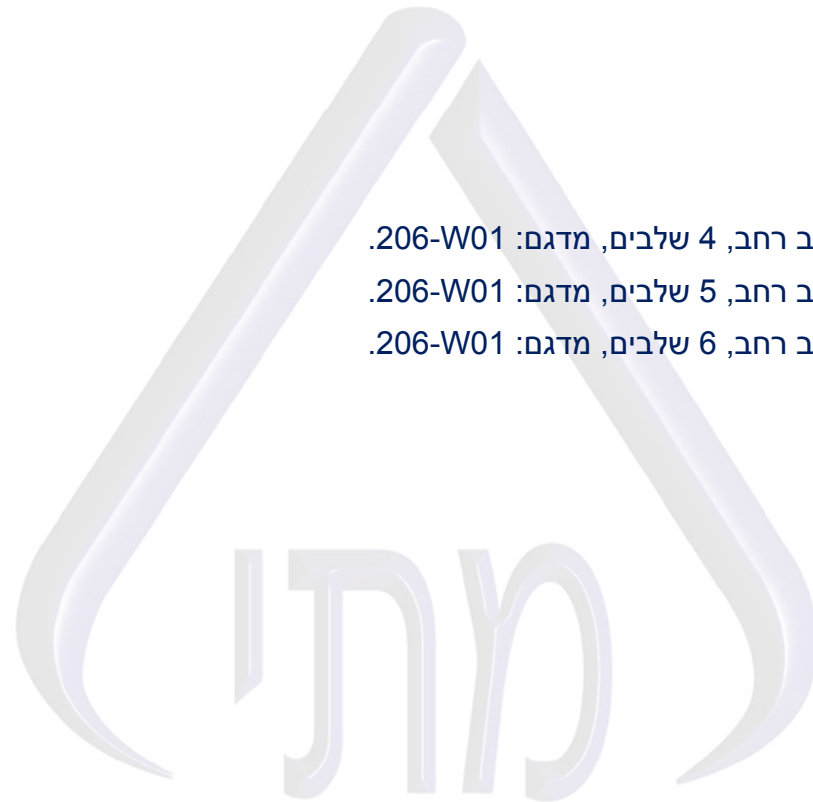 ב רחב, 4 שלבים, מדגם: 206-W01.
ב רחב, 5 שלבים, מדגם: 206-W01.
ב רחב, 6 שלבים, מדגם: 206-W01.
מתי